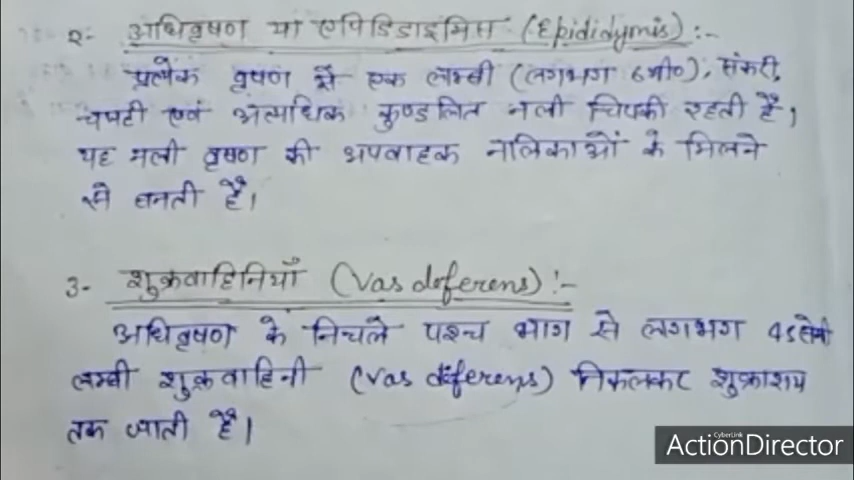 २- अधिवृषण या एपिडिडाइमिस (Epididymis) :-
प्रत्येक वृषण से एक लम्बी (लगभग 6मी०), संकरी,
चपटी एवं अत्यधिक कुण्डलित नली चिपकी रहती है।
यह नली वृषण की अपवाहक नलिकाओं के मिलने
से बनती है।
3- शुक्रवाहिनियाँ (Vas deferens) :-
अधिवृषण के निचले पश्च भाग से लगभग 45सेमी
लम्बी शुक्रवाहिनी (Vas deferens) निकलकर शुक्राशय
तक जाती है।
CyberLink
ActionDirector